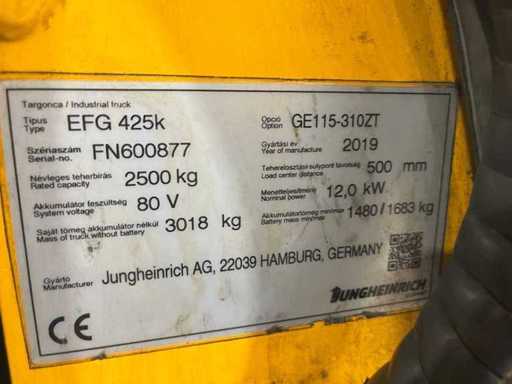 Targonca / Industrial truck
Típus
Type
EFG 425k
Opció
Option
GE115-310ZT
Szériaszám
Serial-no.
FN600877
Gyártási év
Year of manufacture
2019
Névleges teherbírás
Rated capacity
2500 kg
Teherelosztási súlypont távolság
Load center distance
500 mm
Akkumulátor feszültség
System voltage
80 V
Menetteljesítmény
Nominal power
12,0 kW
Saját tömeg akkumulátor nélkül
Mass of truck without battery
3018 kg
Akkumulátortömeg min/max
Battery mass min/max
1480 / 1683 kg
Gyártó
Manufacturer
Jungheinrich AG, 22039 HAMBURG, GERMANY
CE
JUNGHEINRICH